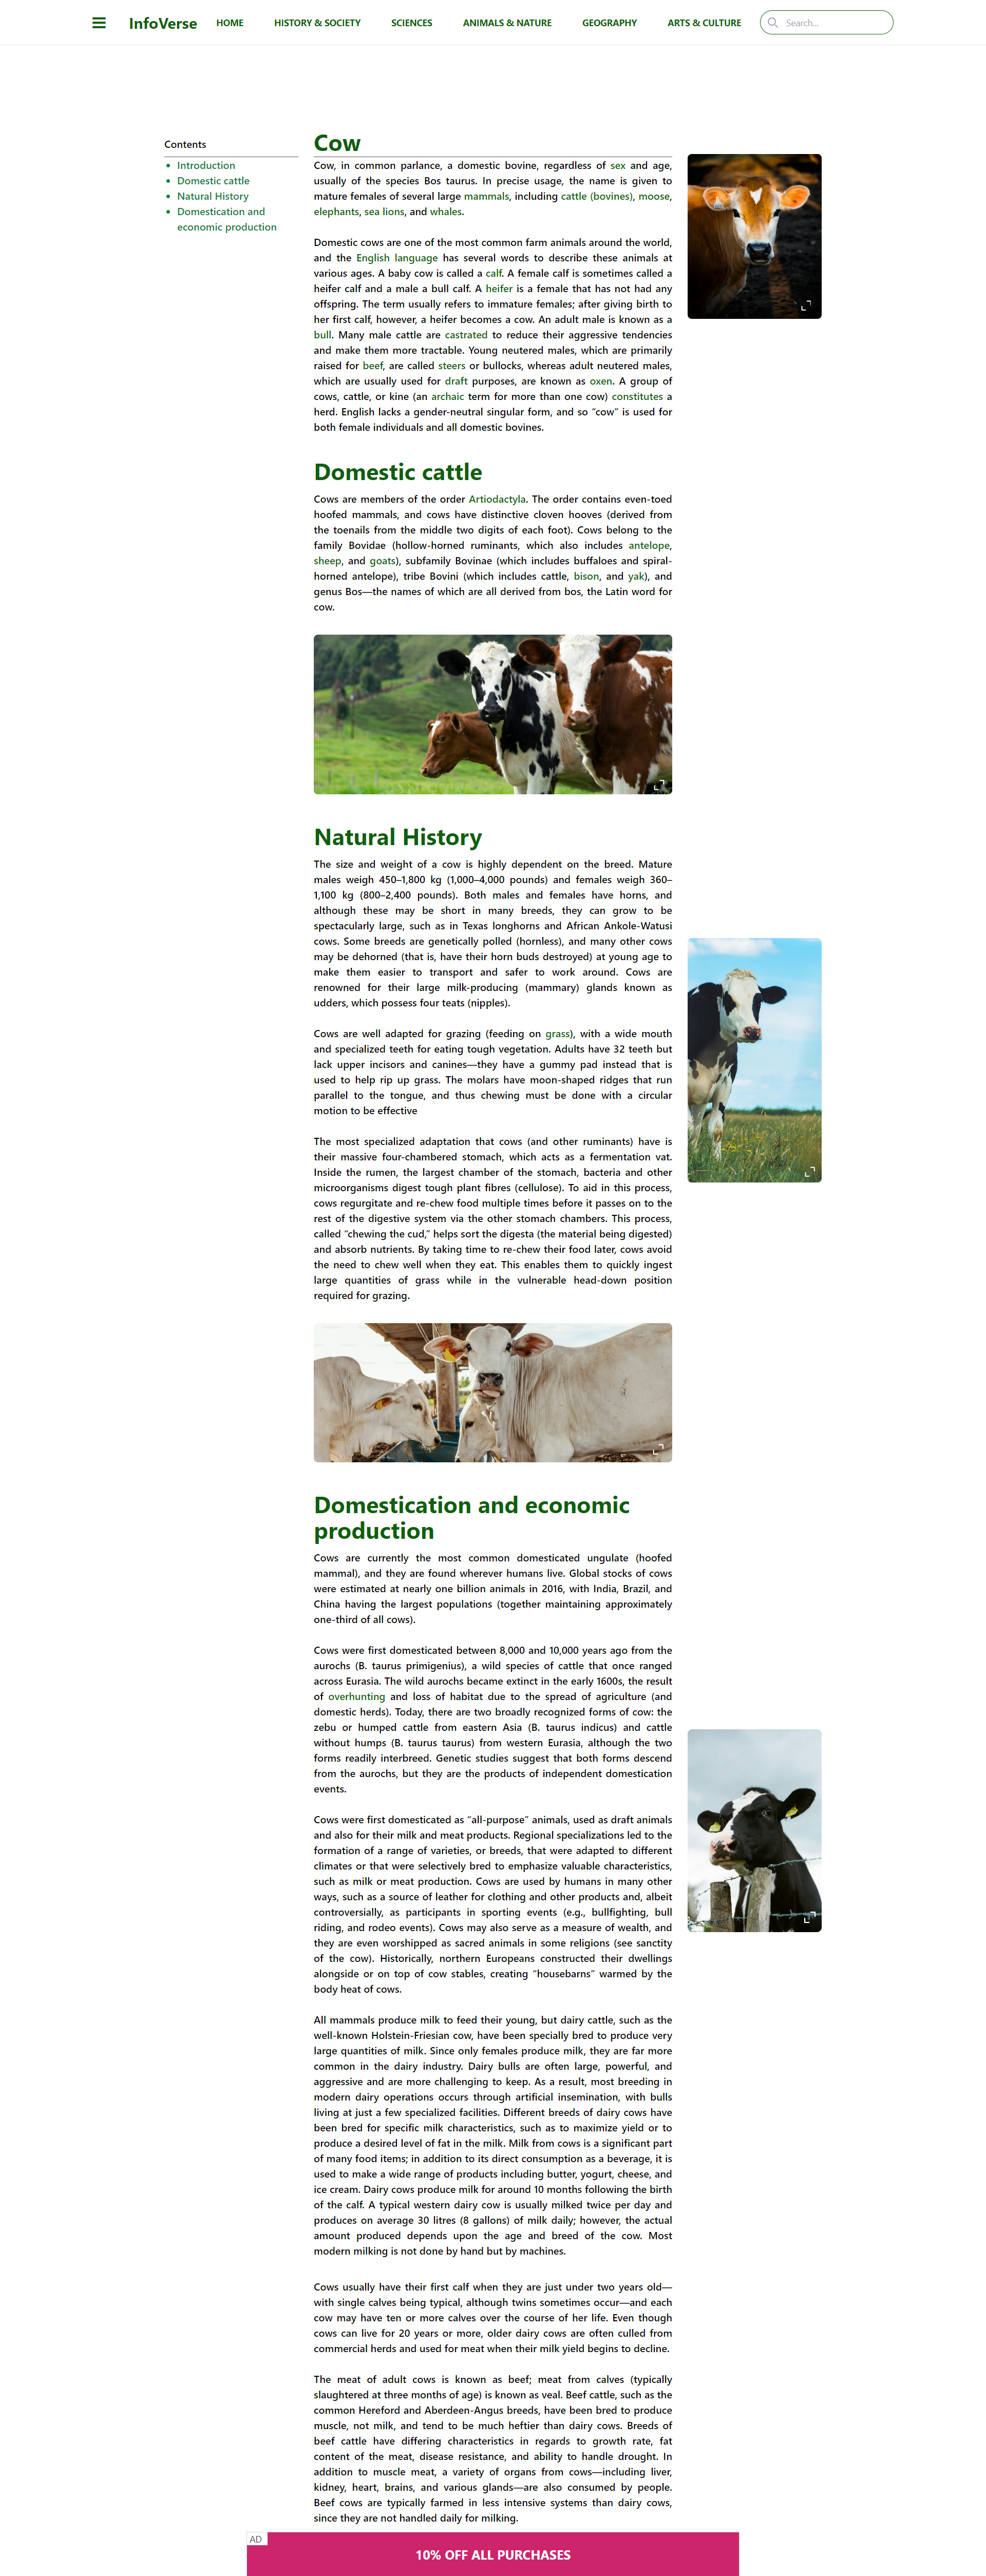 InfoVerse HOME HISTORY & SOCIETY SCIENCES ANIMALS & NATURE GEOGRAPHY ARTS & CULTURE Search...
Contents
Introduction
Domestic cattle
Natural History
Domestication and
economic production
Cow
Cow, in common parlance, a domestic bovine, regardless of sex and age,
usually of the species Bos taurus. In precise usage, the name is given to
mature females of several large mammals, including cattle (bovines), moose,
elephants, sea lions, and whales.
Domestic cows are one of the most common farm animals around the world,
and the English language has several words to describe these animals at
various ages. A baby cow is called a calf. A female calf is sometimes called a
heifer calf and a male a bull calf. A heifer is a female that has not had any
offspring. The term usually refers to immature females; after giving birth to
her first calf, however, a heifer becomes a cow. An adult male is known as a
bull. Many male cattle are castrated to reduce their aggressive tendencies
and make them more tractable. Young neutered males, which are primarily
raised for beef, are called steers or bullocks, whereas adult neutered males,
which are usually used for draft purposes, are known as oxen. A group of
cows, cattle, or kine (an archaic term for more than one cow) constitutes a
herd. English lacks a gender-neutral singular form, and so “cow” is used for
both female individuals and all domestic bovines.
Domestic cattle
Cows are members of the order Artiodactyla. The order contains even-toed
hoofed mammals, and cows have distinctive cloven hooves (derived from
the toenails from the middle two digits of each foot). Cows belong to the
family Bovidae (hollow-horned ruminants, which also includes antelope,
sheep, and goats), subfamily Bovinae (which includes buffaloes and spiral-
horned antelope), tribe Bovini (which includes cattle, bison, and yak), and
genus Bos—the names of which are all derived from bos, the Latin word for
cow.
Natural History
The size and weight of a cow is highly dependent on the breed. Mature
males weigh 450–1,800 kg (1,000–4,000 pounds) and females weigh 360–
1,100 kg (800–2,400 pounds). Both males and females have horns, and
although these may be short in many breeds, they can grow to be
spectacularly large, such as in Texas longhorns and African Ankole-Watusi
cows. Some breeds are genetically polled (hornless), and many other cows
may be dehorned (that is, have their horn buds destroyed) at young age to
make them easier to transport and safer to work around. Cows are
renowned for their large milk-producing (mammary) glands known as
udders, which possess four teats (nipples).
Cows are well adapted for grazing (feeding on grass), with a wide mouth
and specialized teeth for eating tough vegetation. Adults have 32 teeth but
lack upper incisors and canines—they have a gummy pad instead that is
used to help rip up grass. The molars have moon-shaped ridges that run
parallel to the tongue, and thus chewing must be done with a circular
motion to be effective
The most specialized adaptation that cows (and other ruminants) have is
their massive four-chambered stomach, which acts as a fermentation vat.
Inside the rumen, the largest chamber of the stomach, bacteria and other
microorganisms digest tough plant fibres (cellulose). To aid in this process,
cows regurgitate and re-chew food multiple times before it passes on to the
rest of the digestive system via the other stomach chambers. This process,
called “chewing the cud,” helps sort the digesta (the material being digested)
and absorb nutrients. By taking time to re-chew their food later, cows avoid
the need to chew well when they eat. This enables them to quickly ingest
large quantities of grass while in the vulnerable head-down position
required for grazing.
Domestication and economic
production
Cows are currently the most common domesticated ungulate (hoofed
mammal), and they are found wherever humans live. Global stocks of cows
were estimated at nearly one billion animals in 2016, with India, Brazil, and
China having the largest populations (together maintaining approximately
one-third of all cows).
Cows were first domesticated between 8,000 and 10,000 years ago from the
aurochs (B. taurus primigenius), a wild species of cattle that once ranged
across Eurasia. The wild aurochs became extinct in the early 1600s, the result
of overhunting and loss of habitat due to the spread of agriculture (and
domestic herds). Today, there are two broadly recognized forms of cow: the
zebu or humped cattle from eastern Asia (B. taurus indicus) and cattle
without humps (B. taurus taurus) from western Eurasia, although the two
forms readily interbreed. Genetic studies suggest that both forms descend
from the aurochs, but they are the products of independent domestication
events.
Cows were first domesticated as “all-purpose” animals, used as draft animals
and also for their milk and meat products. Regional specializations led to the
formation of a range of varieties, or breeds, that were adapted to different
climates or that were selectively bred to emphasize valuable characteristics,
such as milk or meat production. Cows are used by humans in many other
ways, such as a source of leather for clothing and other products and, albeit
controversially, as participants in sporting events (e.g., bullfighting, bull
riding, and rodeo events). Cows may also serve as a measure of wealth, and
they are even worshipped as sacred animals in some religions (see sanctity
of the cow). Historically, northern Europeans constructed their dwellings
alongside or on top of cow stables, creating “housebarns” warmed by the
body heat of cows.
All mammals produce milk to feed their young, but dairy cattle, such as the
well-known Holstein-Friesian cow, have been specially bred to produce very
large quantities of milk. Since only females produce milk, they are far more
common in the dairy industry. Dairy bulls are often large, powerful, and
aggressive and are more challenging to keep. As a result, most breeding in
modern dairy operations occurs through artificial insemination, with bulls
living at just a few specialized facilities. Different breeds of dairy cows have
been bred for specific milk characteristics, such as to maximize yield or to
produce a desired level of fat in the milk. Milk from cows is a significant part
of many food items; in addition to its direct consumption as a beverage, it is
used to make a wide range of products including butter, yogurt, cheese, and
ice cream. Dairy cows produce milk for around 10 months following the birth
of the calf. A typical western dairy cow is usually milked twice per day and
produces on average 30 litres (8 gallons) of milk daily; however, the actual
amount produced depends upon the age and breed of the cow. Most
modern milking is not done by hand but by machines.
Cows usually have their first calf when they are just under two years old—
with single calves being typical, although twins sometimes occur—and each
cow may have ten or more calves over the course of her life. Even though
cows can live for 20 years or more, older dairy cows are often culled from
commercial herds and used for meat when their milk yield begins to decline.
The meat of adult cows is known as beef; meat from calves (typically
slaughtered at three months of age) is known as veal. Beef cattle, such as the
common Hereford and Aberdeen-Angus breeds, have been bred to produce
muscle, not milk, and tend to be much heftier than dairy cows. Breeds of
beef cattle have differing characteristics in regards to growth rate, fat
content of the meat, disease resistance, and ability to handle drought. In
addition to muscle meat, a variety of organs from cows—including liver,
kidney, heart, brains, and various glands—are also consumed by people.
Beef cows are typically farmed in less intensive systems than dairy cows,
since they are not handled daily for milking.
AD
10% OFF ALL PURCHASES